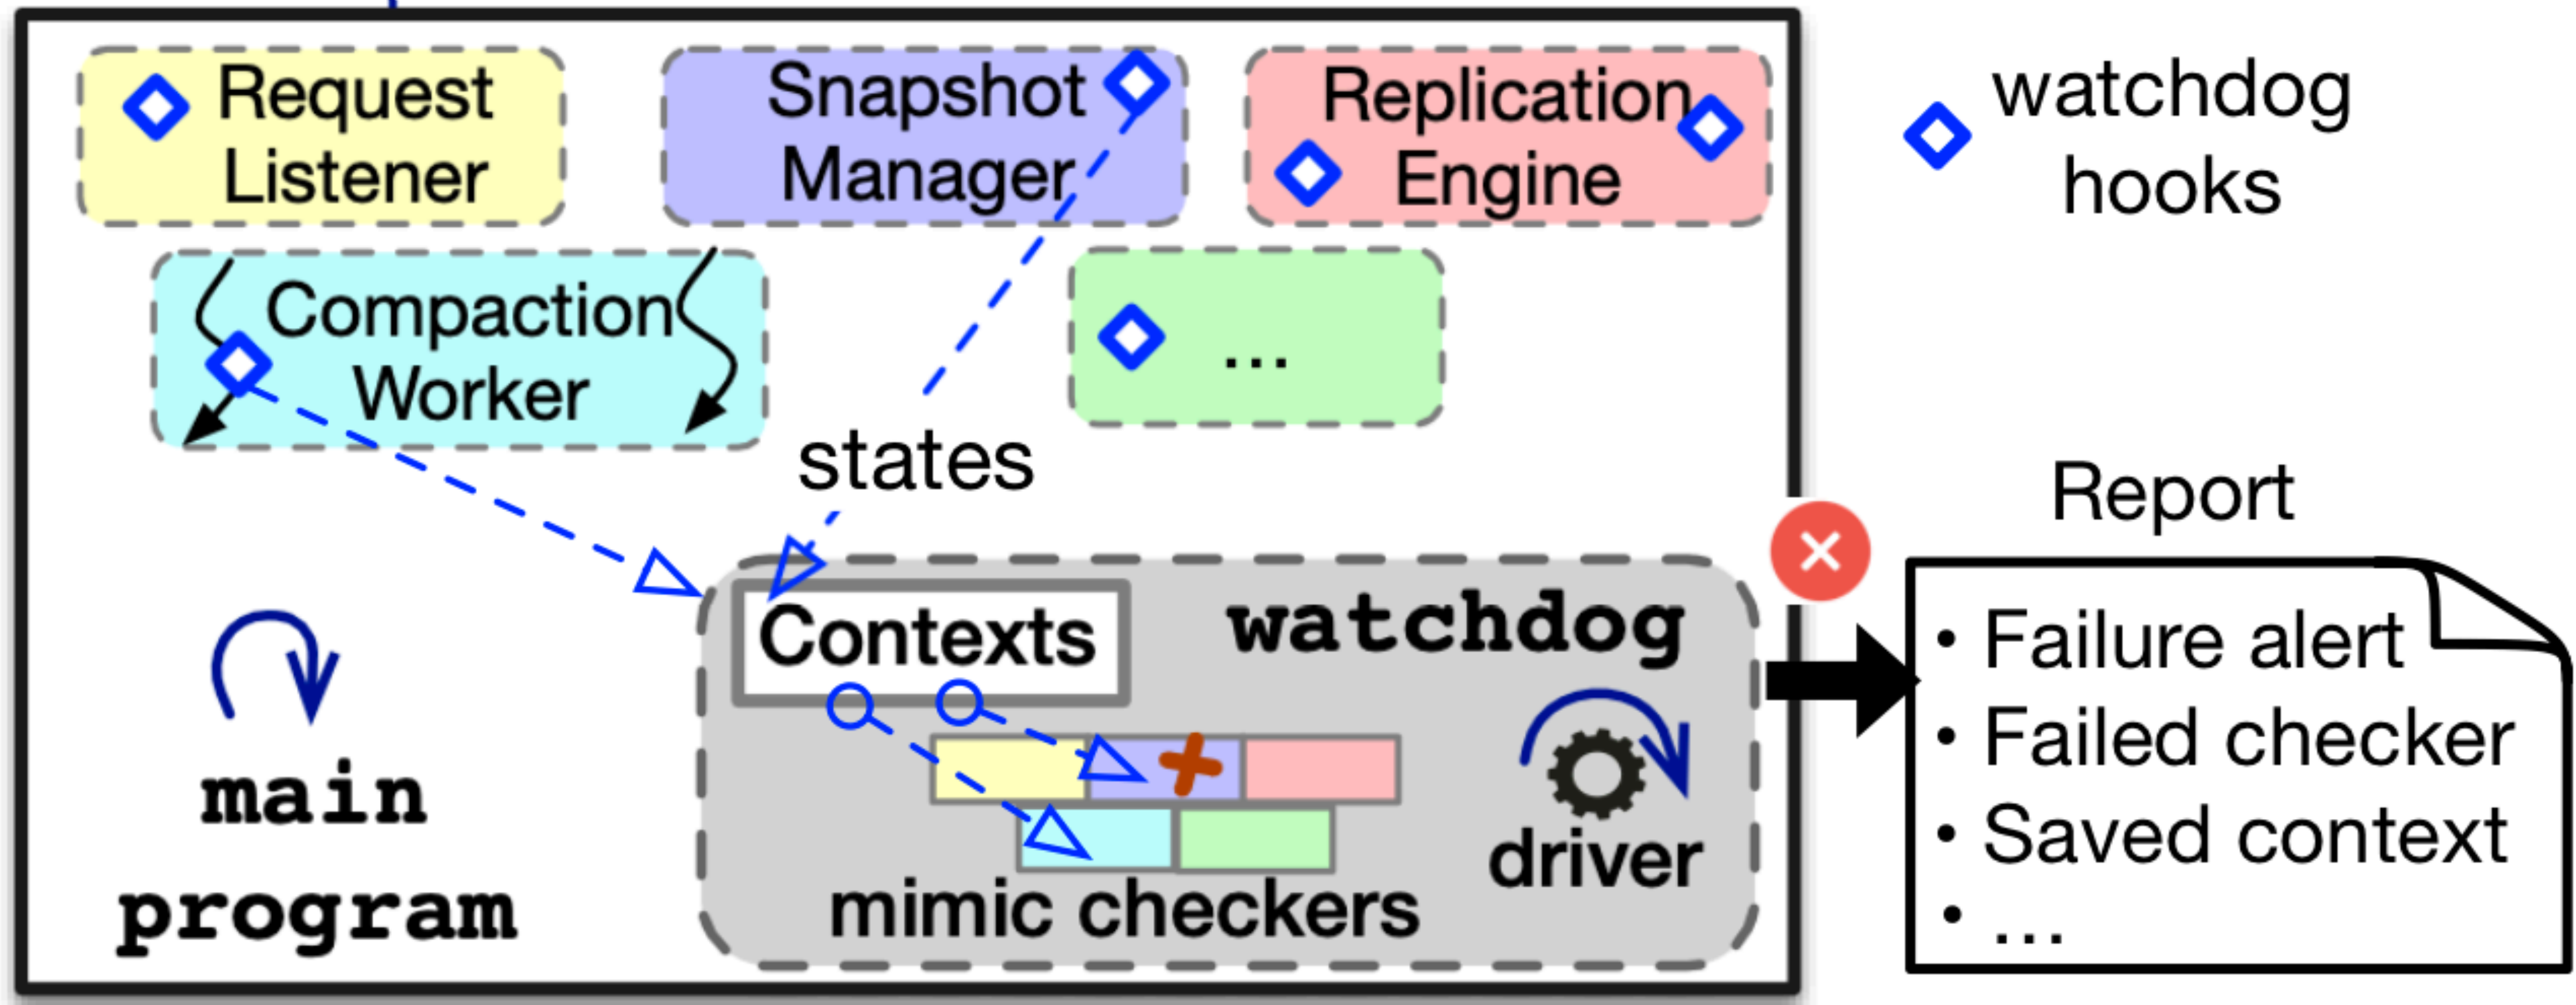 Request
Listener
Snapshot
Manager
Replication
Engine
watchdog
hooks
Compaction
Worker
...
states
Contexts
watchdog
driver
mimic checkers
main
program
Report
• Failure alert
• Failed checker
• Saved context
• ...